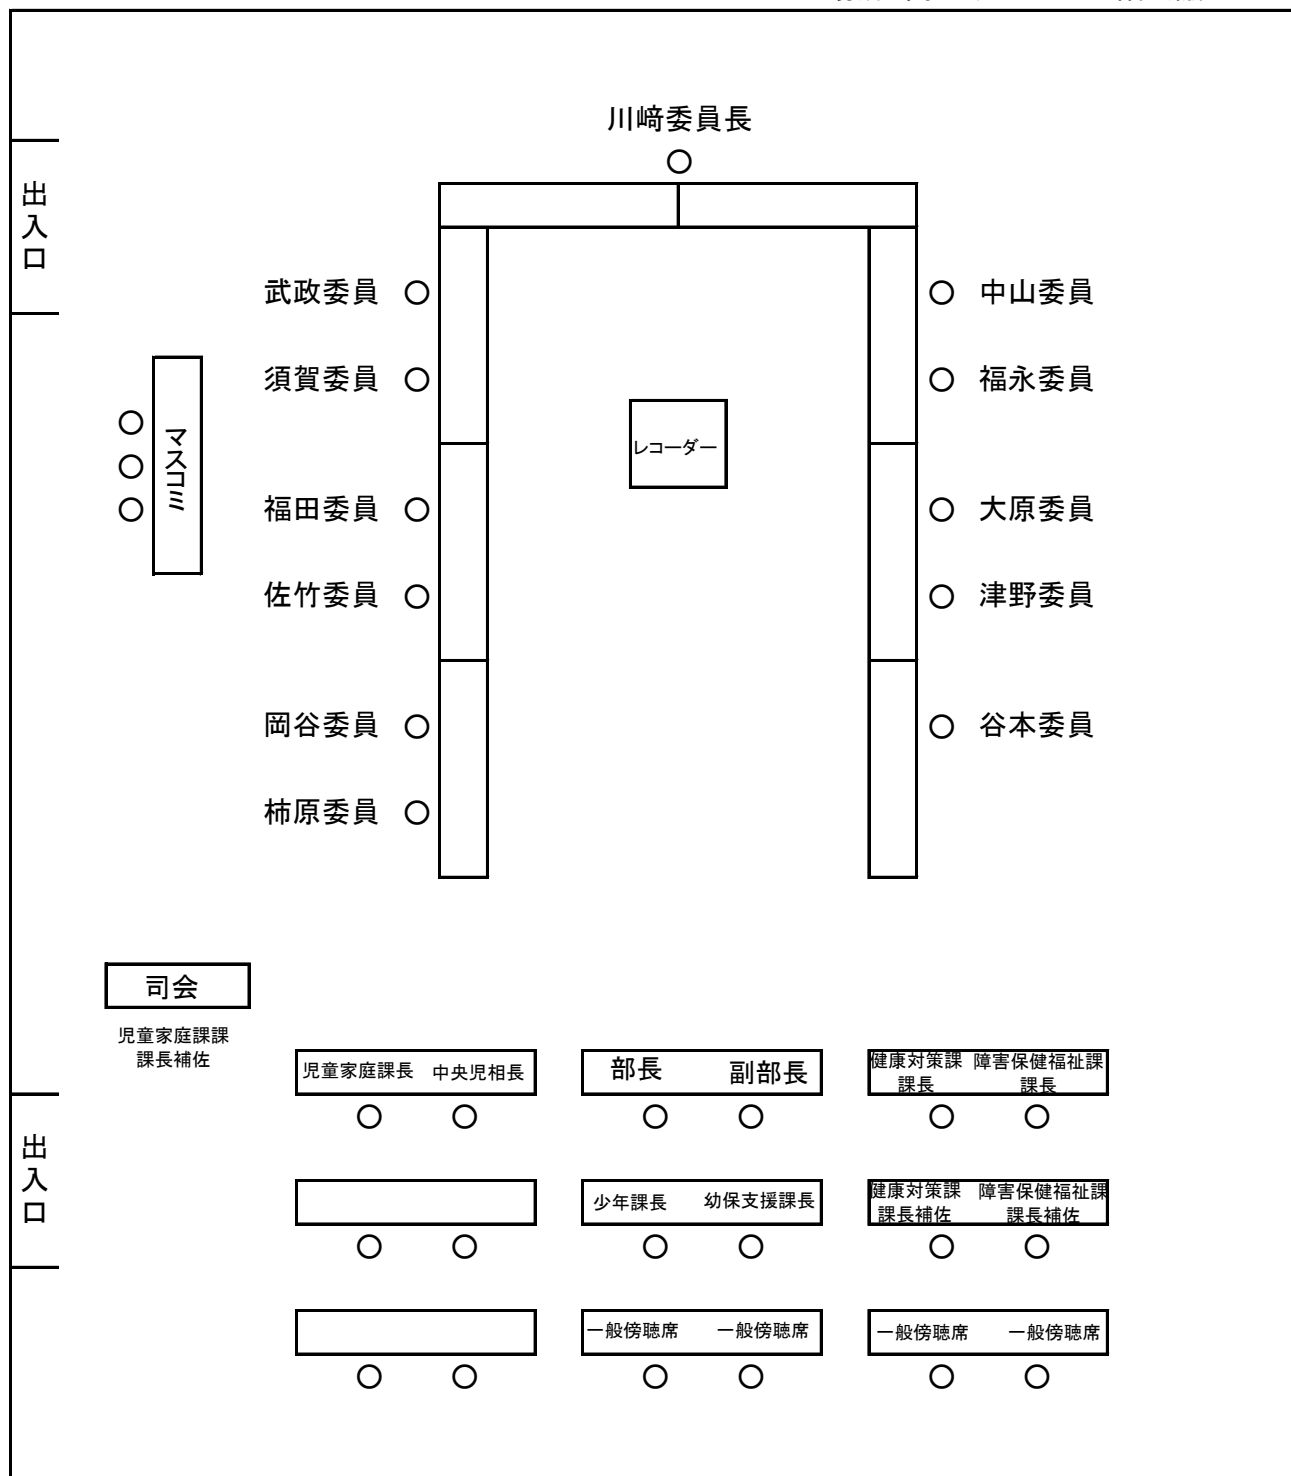 川﨑委員長
出入口
武政委員
中山委員
須賀委員
福永委員
マスコミ
レコーダー
福田委員
大原委員
佐竹委員
津野委員
岡谷委員
谷本委員
柿原委員
司会
児童家庭課課
課長補佐
児童家庭課長 中央児相長
部長 副部長
健康対策課 障害保健福祉課
課長 課長
出入口
少年課長 幼保支援課長
健康対策課 障害保健福祉課
課長補佐 課長補佐
一般傍聴席 一般傍聴席
一般傍聴席 一般傍聴席